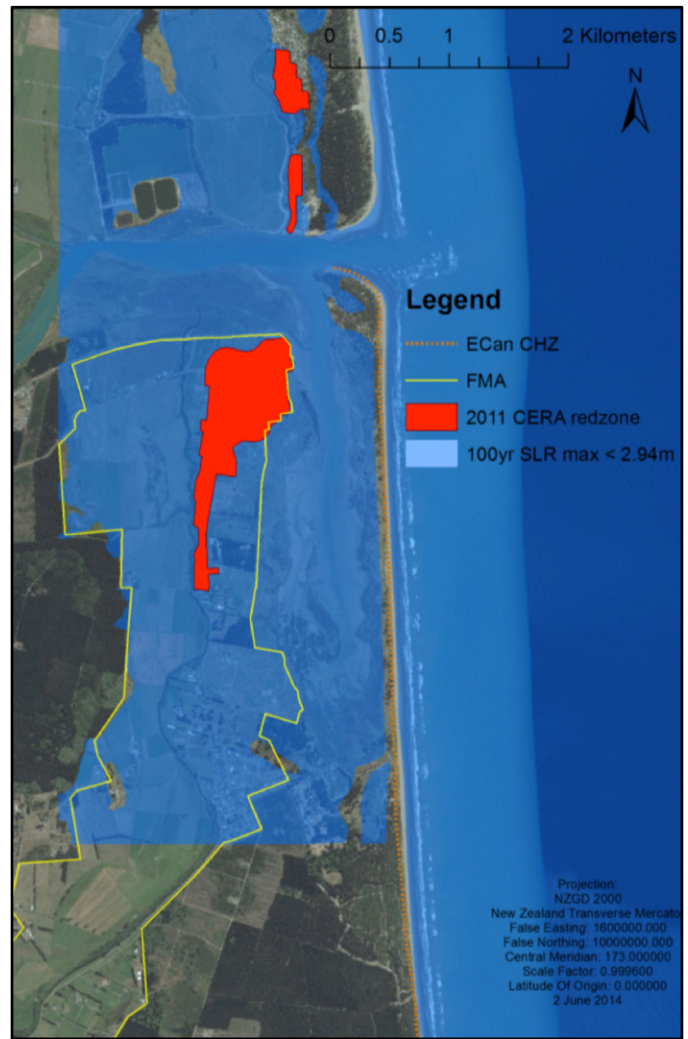 0 0.5 1 2 Kilometers
N
Legend
ECan CHZ
FMA
2011 CERA redzone
100yr SLR max < 2.94m
Projection:
NZGD 2000
New Zealand Transverse Mercato
False Easting: 1600000.000
False Northing: 10000000.000
Central Meridian: 173.000000
Scale Factor: 0.999600
Latitude Of Origin: 0.000000
2 June 2014